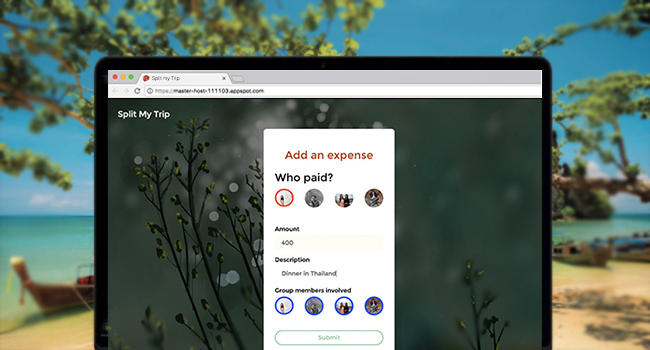 Split my Trip
https://master-host-111103.appspot.com
Split My Trip
Add an expense
Who paid?
Amount
400
Description
Dinner in Thailand
Group members involved
Submit